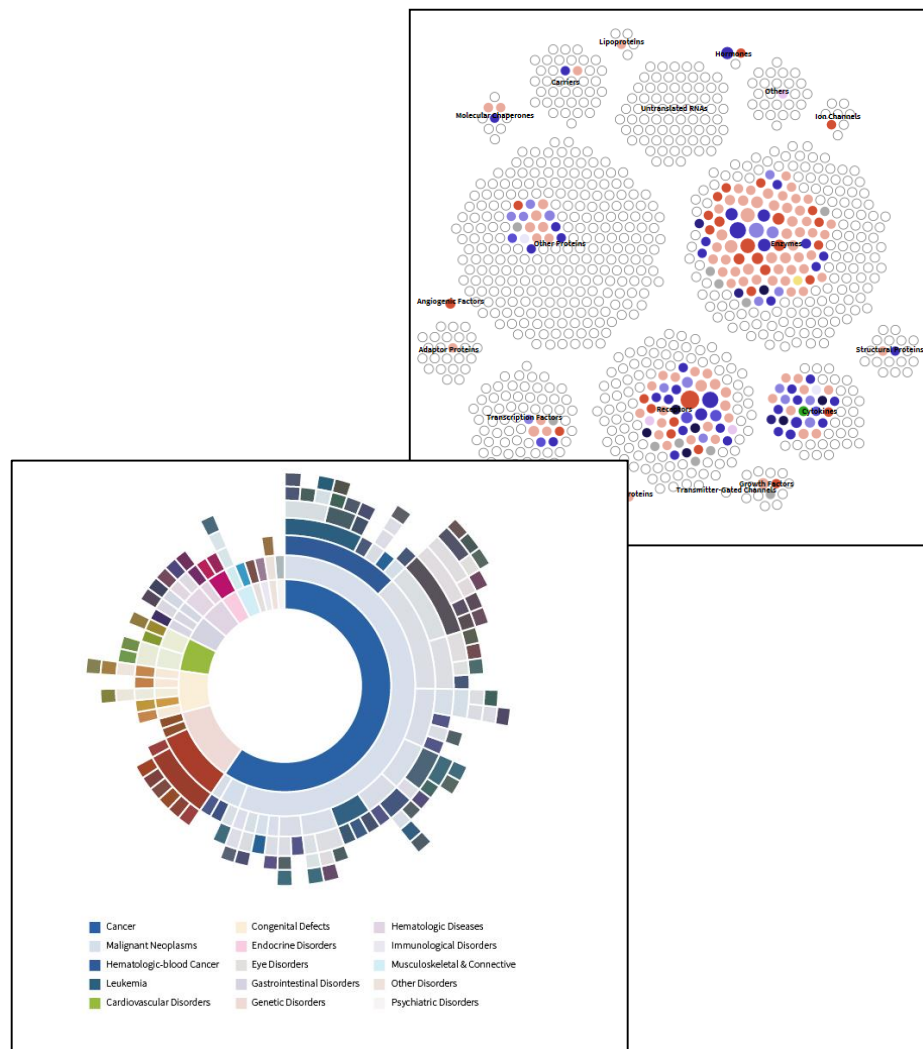 Lipoproteins
Hormones
Carriers
Others
Untranslated RNAs
Molecular Chaperones
Ion Channels
Other Proteins
Enzymes
Angiogenic Factors
Adaptor Proteins
Structural Proteins
Transcription Factors
Receptors
Cytokines
Growth Factors
Transmitter-Gated Channels
roteins
Cancer
Congenital Defects
Hematologic Diseases
Malignant Neoplasms
Endocrine Disorders
Immunological Disorders
Hematologic-blood Cancer
Eye Disorders
Musculoskeletal & Connective
Leukemia
Gastrointestinal Disorders
Other Disorders
Cardiovascular Disorders
Genetic Disorders
Psychiatric Disorders